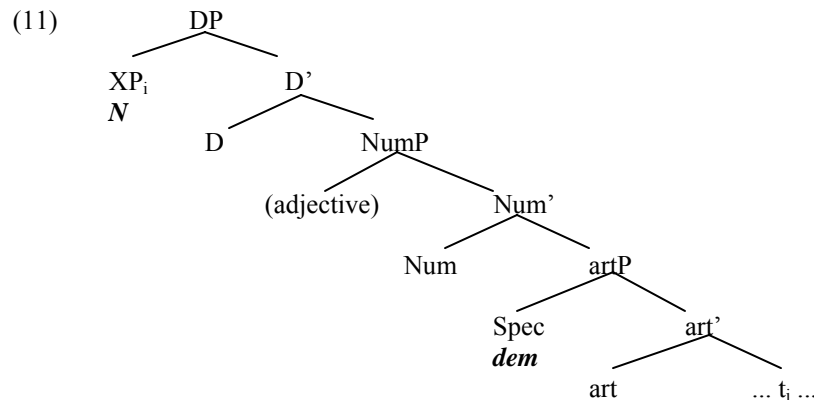 (11) DP
XPᵢ D’
N
D NumP
(adjective) Num’
Num artP
Spec art’
dem
art ... tᵢ ...